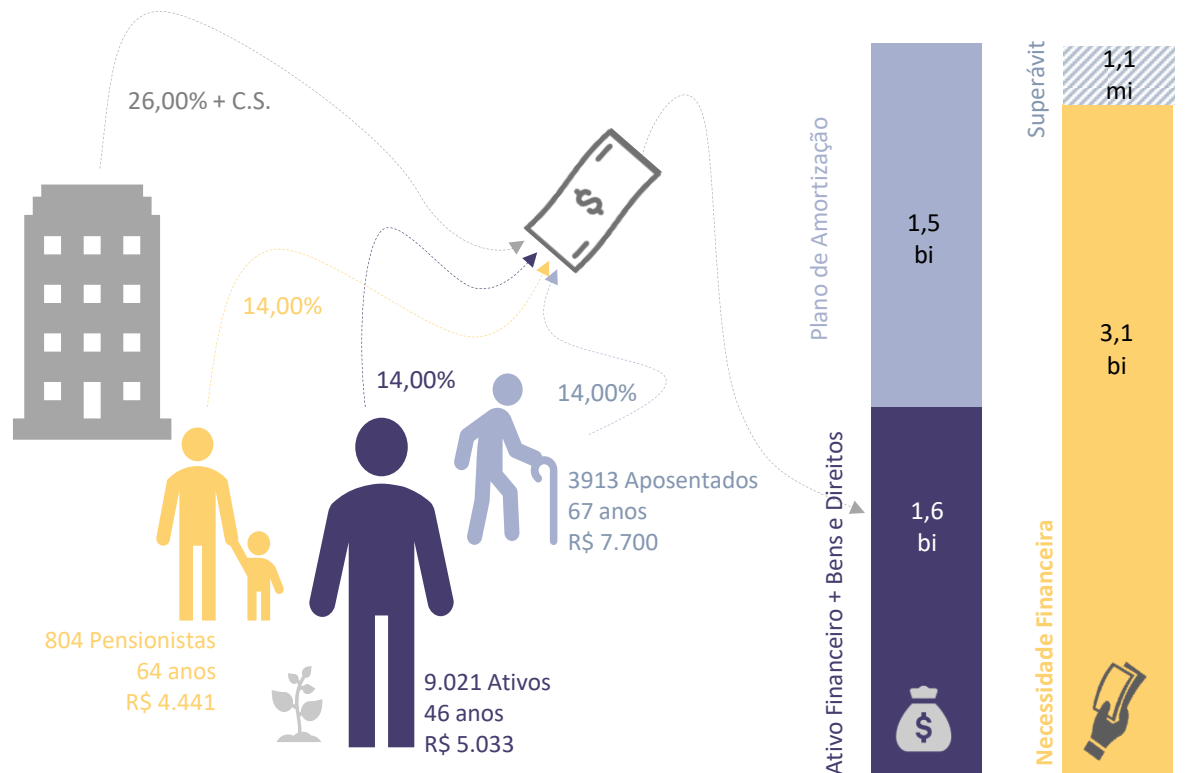 26,00% + C.S.
14,00%
14,00%
14,00%
3913 Aposentados
67 anos
R$ 7.700
804 Pensionistas
64 anos
R$ 4.441
9.021 Ativos
46 anos
R$ 5.033
Plano de Amortização
1,5
bi
Ativo Financeiro + Bens e Direitos
1,6
bi
$
$
Superávit
1,1
mi
Necessidade Financeira
3,1
bi